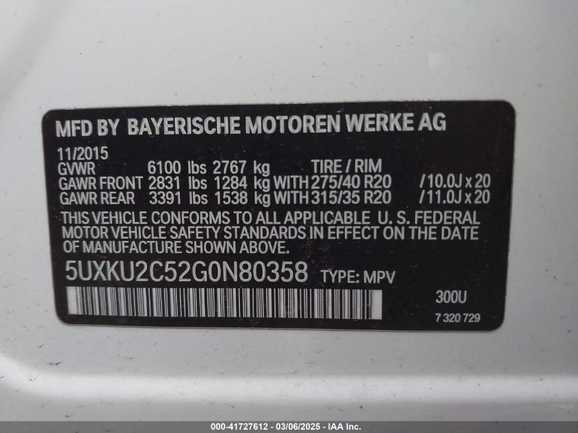 MFD BY BAYERISCHE MOTOREN WERKE AG
11/2015
GVWR 6100 lbs 2767 kg TIRE / RIM
GAWR FRONT 2831 lbs 1284 kg WITH 275/40 R20 /10.0J x 20
GAWR REAR 3391 lbs 1538 kg WITH 315/35 R20 /11.0J x 20
THIS VEHICLE CONFORMS TO ALL APPLICABLE U. S. FEDERAL
MOTOR VEHICLE SAFETY STANDARDS IN EFFECT ON THE DATE
OF MANUFACTURE SHOWN ABOVE.
5UXKU2C52G0N80358 TYPE: MPV
300U
7 320 729
000-41727612 - 03/06/2025 - IAA Inc.